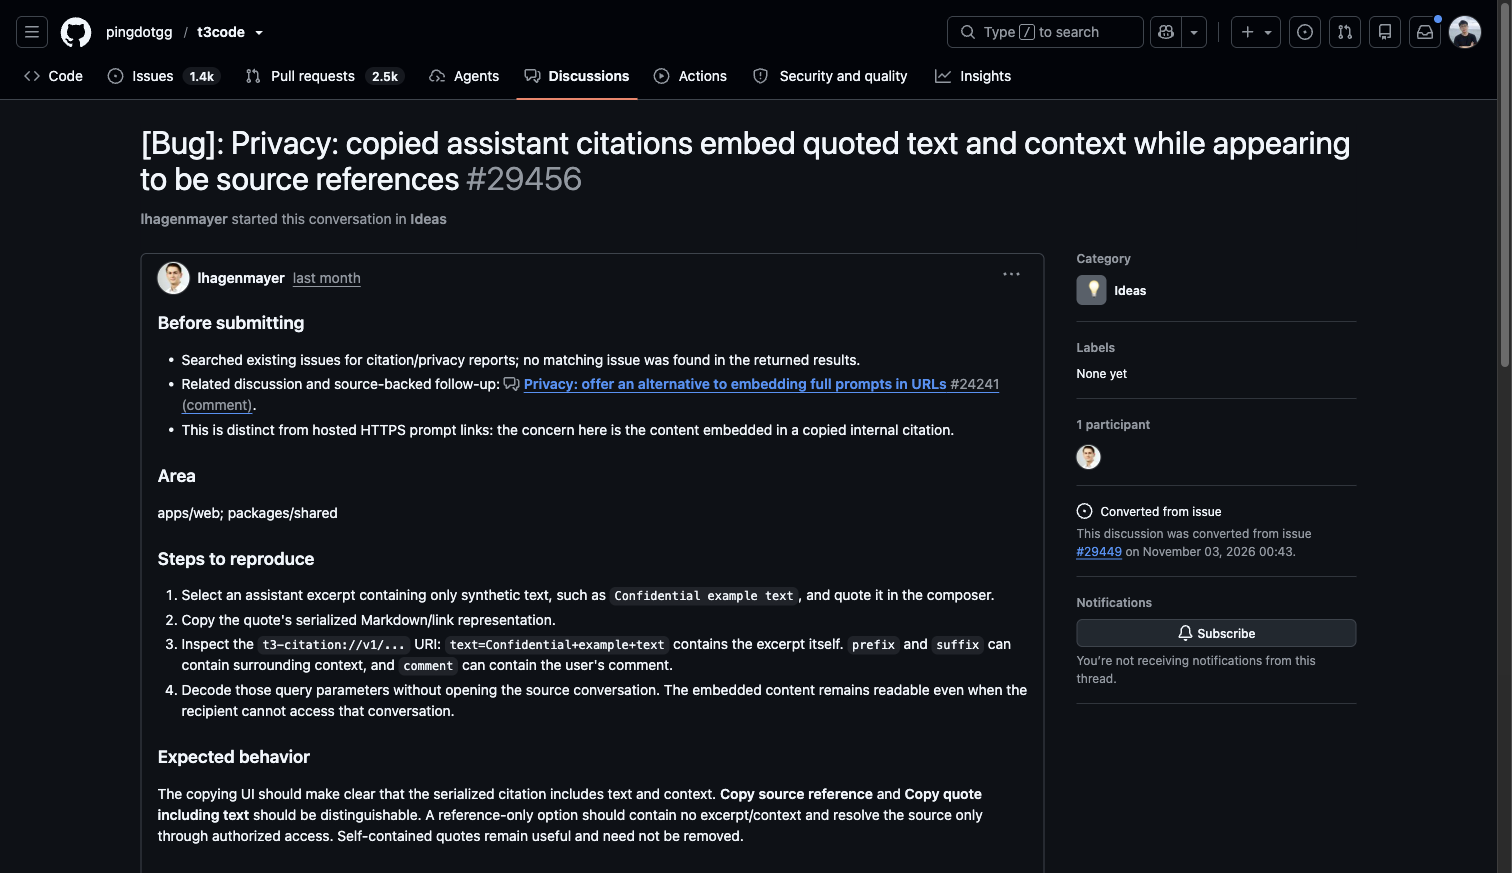 pingdotgg / t3code
Type / to search
Code
Issues 1.4k
Pull requests 2.5k
Agents
Discussions
Actions
Security and quality
Insights
[Bug]: Privacy: copied assistant citations embed quoted text and context while appearing
to be source references #29456
lhagenmayer started this conversation in Ideas
lhagenmayer last month
Before submitting
• Searched existing issues for citation/privacy reports; no matching issue was found in the returned results.
• Related discussion and source-backed follow-up: Privacy: offer an alternative to embedding full prompts in URLs #24241
(comment).
• This is distinct from hosted HTTPS prompt links: the concern here is the content embedded in a copied internal citation.
Area
apps/web; packages/shared
Steps to reproduce
1. Select an assistant excerpt containing only synthetic text, such as Confidential example text, and quote it in the composer.
2. Copy the quote's serialized Markdown/link representation.
3. Inspect the t3-citation://v1/... URI: text=Confidential+example+text contains the excerpt itself. prefix and suffix can
contain surrounding context, and comment can contain the user's comment.
4. Decode those query parameters without opening the source conversation. The embedded content remains readable even when the
recipient cannot access that conversation.
Expected behavior
The copying UI should make clear that the serialized citation includes text and context. Copy source reference and Copy quote
including text should be distinguishable. A reference-only option should contain no excerpt/context and resolve the source only
through authorized access. Self-contained quotes remain useful and need not be removed.
Category
Ideas
Labels
None yet
1 participant
Converted from issue
This discussion was converted from issue
#29449 on November 03, 2026 00:43.
Notifications
Subscribe
You're not receiving notifications from this
thread.